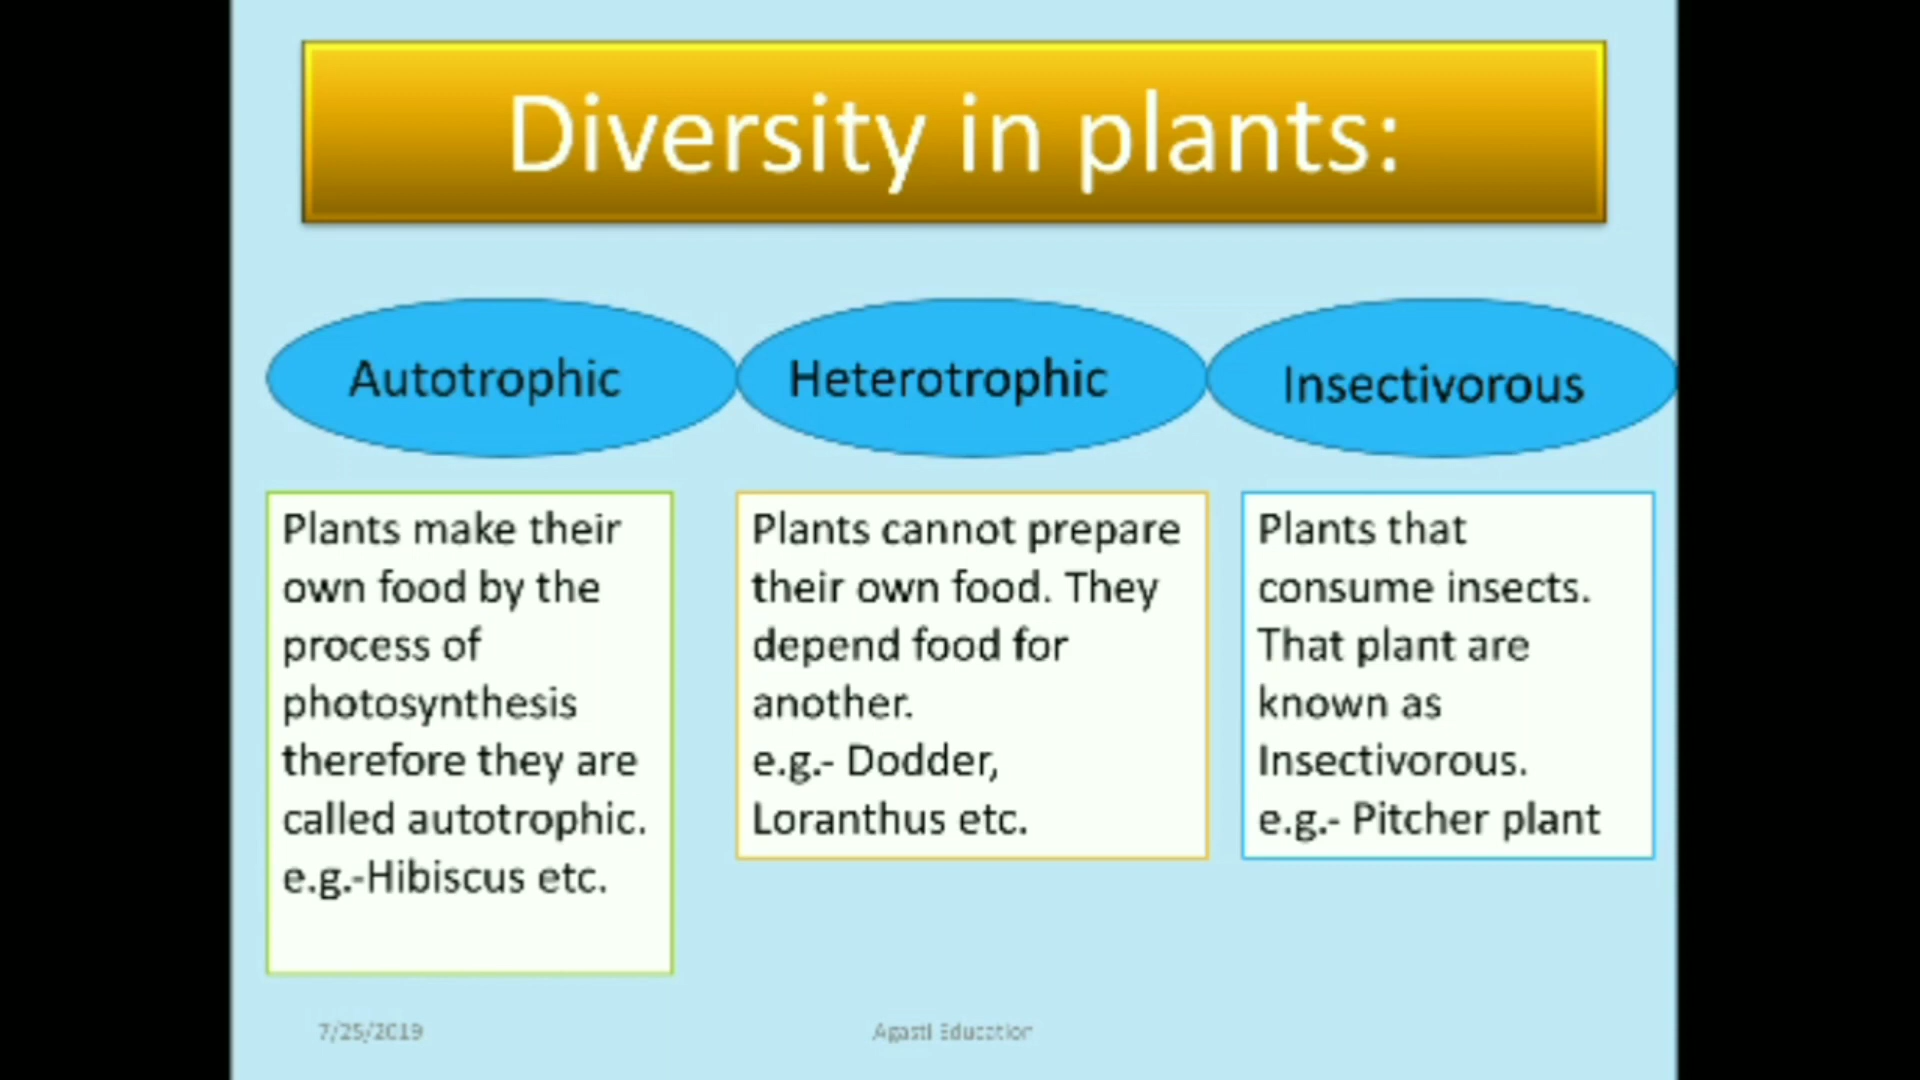 Diversity in plants:
Autotrophic
Heterotrophic
Insectivorous
Plants make their
own food by the
process of
photosynthesis
therefore they are
called autotrophic.
e.g.-Hibiscus etc.
Plants cannot prepare
their own food. They
depend food for
another.
e.g.- Dodder,
Loranthus etc.
Plants that
consume insects.
That plant are
known as
Insectivorous.
e.g.- Pitcher plant
7/25/2019
Agasti Education